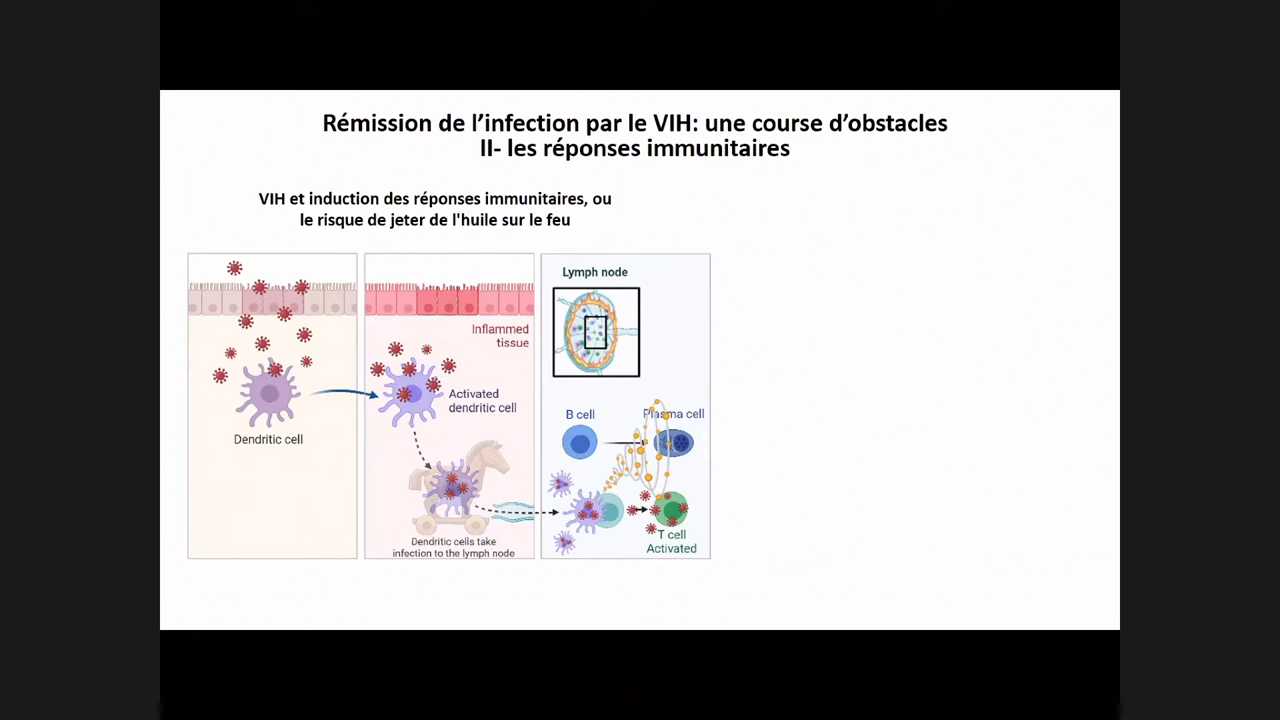 Rémission de l’infection par le VIH: une course d’obstacles
II- les réponses immunitaires
VIH et induction des réponses immunitaires, ou
le risque de jeter de l'huile sur le feu
Dendritic cell
Inflammed
tissue
Activated
dendritic cell
Dendritic cells take
infection to the lymph node
Lymph node
B cell
Plasma cell
T cell
Activated